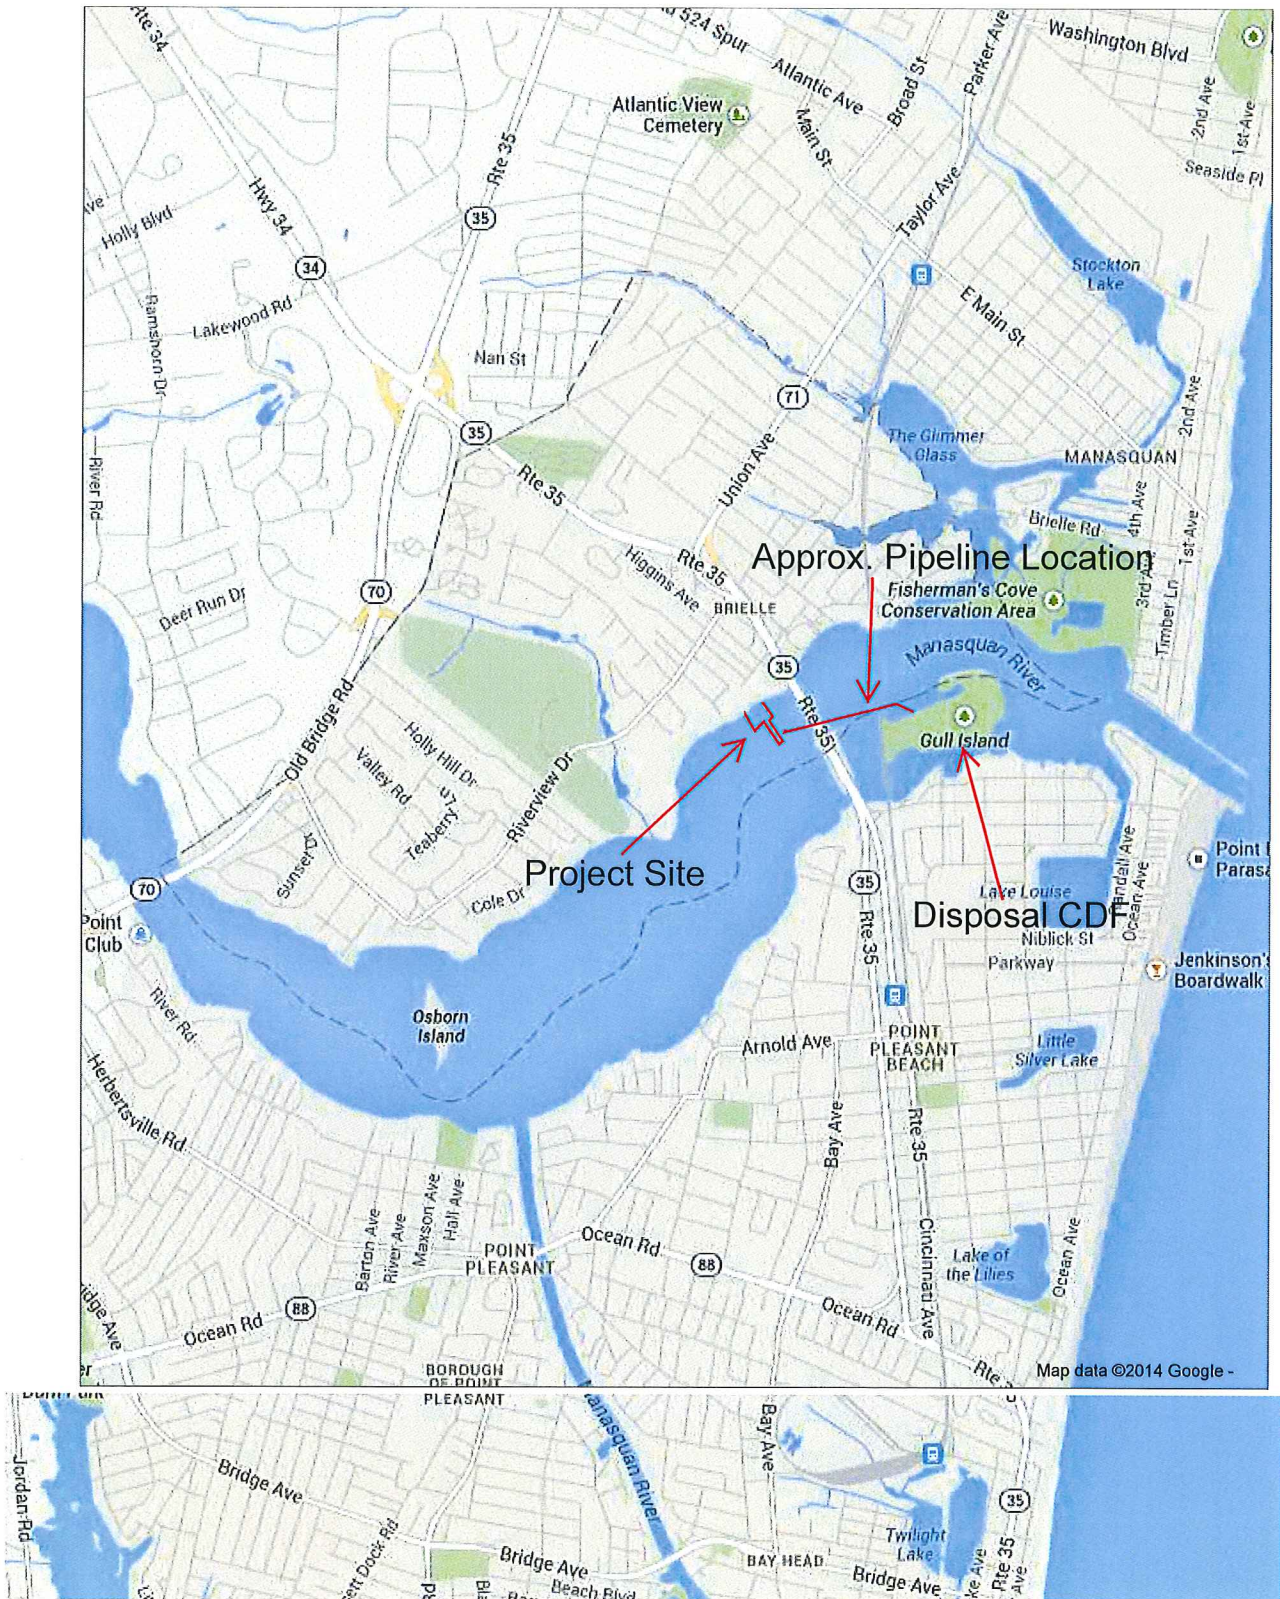 Rte 34
524 Spur
Washington Blvd
Parker Ave
Atlantic Ave
Broad St
2nd Ave
1st Ave
Atlantic View
Cemetery
Main St
Rte 35
Seaside Pl
Hwy 34
Holly Blvd
35
Taylor Ave
34
Stockton
Lake
Ramshorn Dr
Lakewood Rd
E Main St
Nan St
71
2nd Ave
35
The Glimmer
Glass
MANASQUAN
River Rd
Rte 35
Union Ave
4th Ave
Brielle Rd
1st Ave
Approx. Pipeline Location
Rte 35
Higgins Ave
70
Deer Run Dr
BRIELLE
Fisherman's Cove
Conservation Area
Timber Ln
35
Manasquan River
Old Bridge Rd
Rte 35
Holly Hill Dr
Gull Island
Valley Rd
Teaberry
Riverview Dr
Sunset Dr
Project Site
Point
70
35
Lake Louise
Randall Ave
Ocean Ave
Cole Dr
Disposal CDF
Point
Club
Rte 35
Niblick St
Parkway
Jenkinson's
Boardwalk
River Rd
Osborn
Island
Arnold Ave
POINT
PLEASANT
BEACH
Little
Silver Lake
Herbertsville Rd
Bay Ave
Rte 35
Barton Ave
River Ave
Maxson Ave
Hall Ave
POINT
PLEASANT
Ocean Rd
88
Cincinnati Ave
Lake of
the Lilies
Ocean Ave
88
Ocean Rd
Ocean Rd
BOROUGH
OF POINT
Rte
Map data ©2014 Google -
PLEASANT
Manasquan River
Bay Ave
Jordan Rd
Bridge Ave
35
Twilight
Lake
Bridge Ave
BAY HEAD
Bridge Ave
Rte 35
Beach Blvd